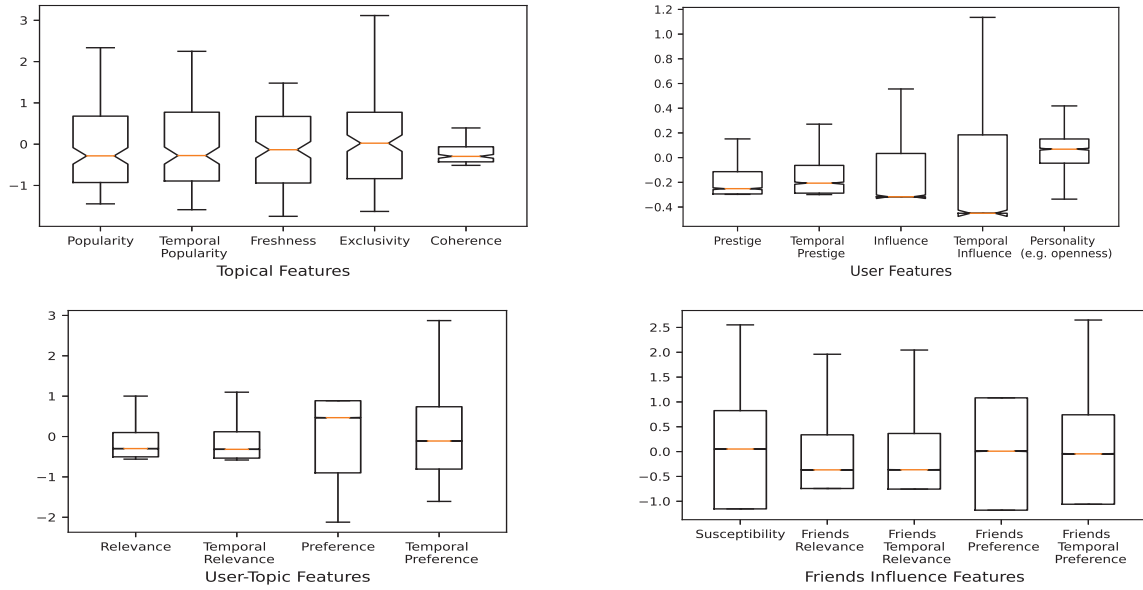 3
2
1
0
−1
Popularity
Temporal
Popularity
Freshness
Exclusivity
Coherence
Topical Features
1.2
1.0
0.8
0.6
0.4
0.2
0.0
−0.2
−0.4
Prestige
Temporal
Prestige
Influence
Temporal
Influence
Personality
(e.g. openness)
User Features
3
2
1
0
−1
−2
Relevance
Temporal
Relevance
Preference
Temporal
Preference
User-Topic Features
2.5
2.0
1.5
1.0
0.5
0.0
−0.5
−1.0
Susceptibility
Friends
Relevance
Friends
Temporal
Relevance
Friends
Preference
Friends
Temporal
Preference
Friends Influence Features